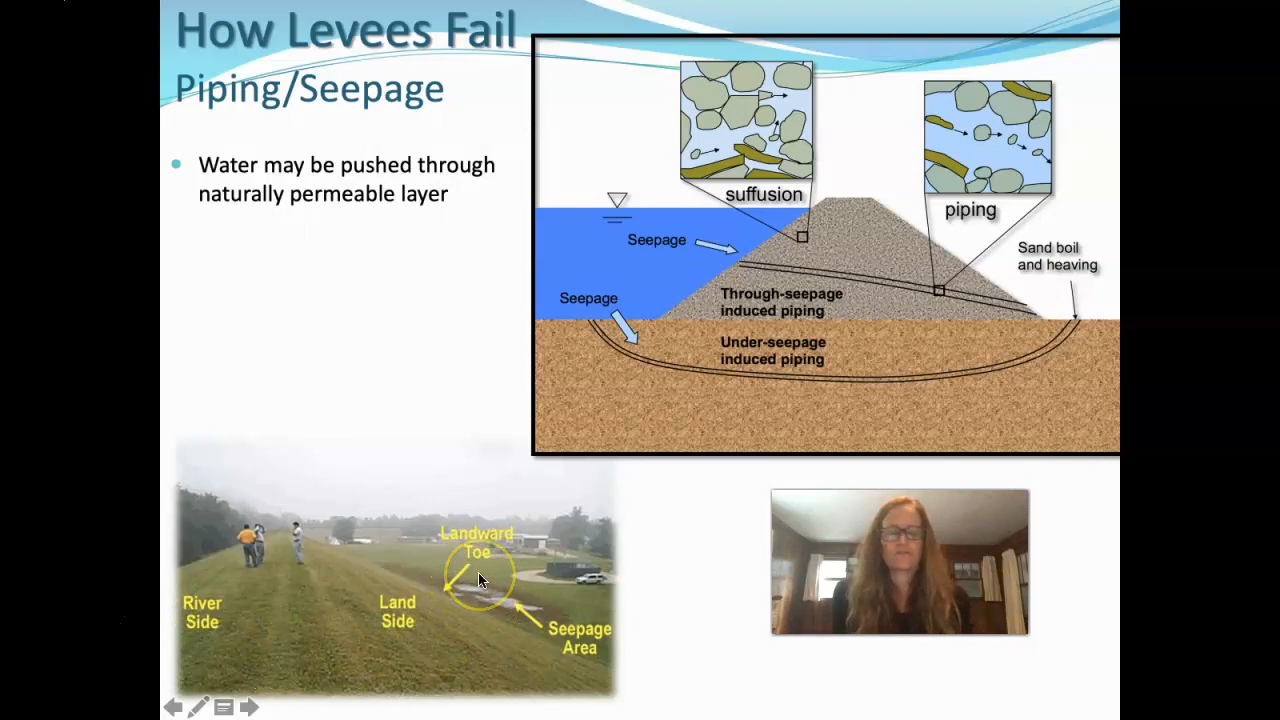 How Levees Fail
Piping/Seepage
Water may be pushed through
naturally permeable layer
suffusion
piping
Seepage
Sand boil
and heaving
Seepage
Through-seepage
induced piping
Under-seepage
induced piping
Landward
Toe
River
Side
Land
Side
Seepage
Area